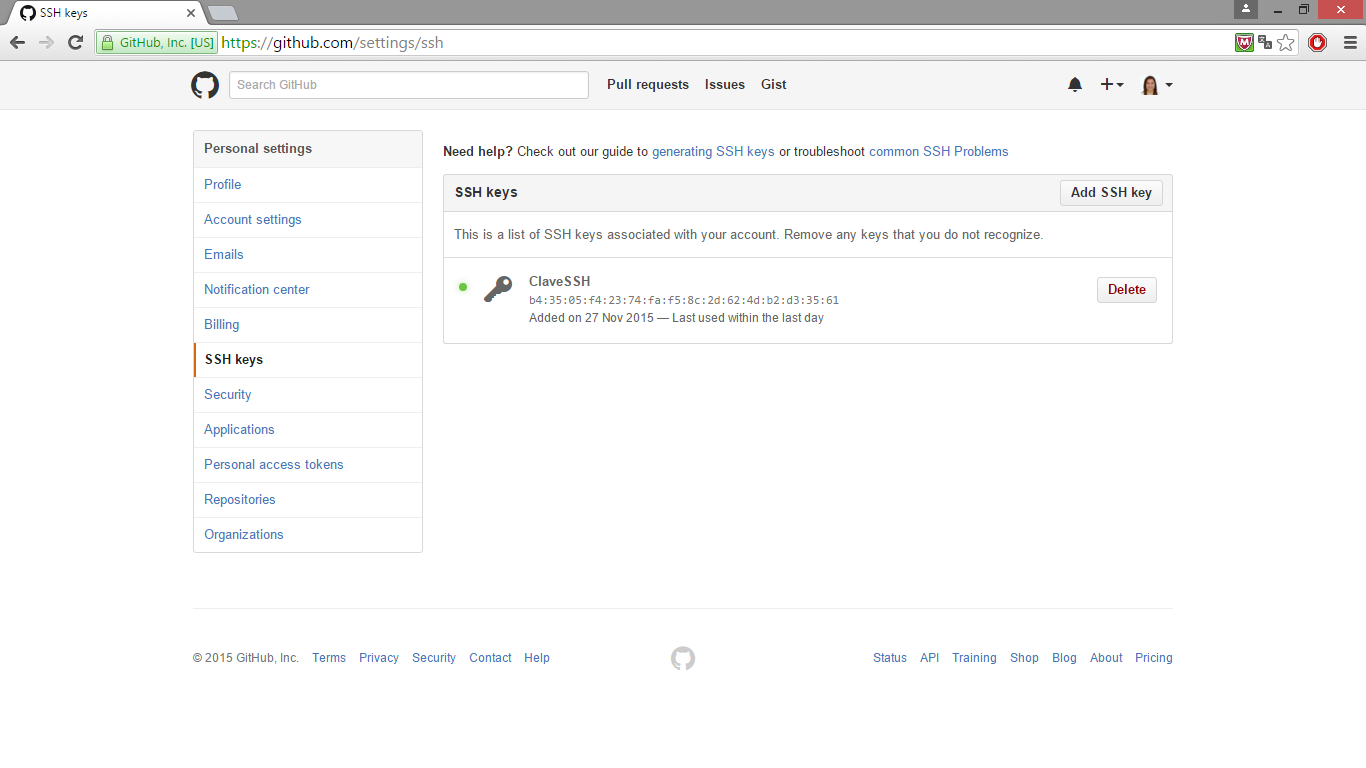 SSH keys
GitHub, Inc. [US] https://github.com/settings/ssh
Search GitHub Pull requests Issues Gist
Personal settings
Profile
Account settings
Emails
Notification center
Billing
SSH keys
Security
Applications
Personal access tokens
Repositories
Organizations
Need help? Check out our guide to generating SSH keys or troubleshoot common SSH Problems
SSH keys Add SSH key
This is a list of SSH keys associated with your account. Remove any keys that you do not recognize.
ClaveSSH
b4:35:05:f4:23:74:fa:f5:8c:2d:62:4d:b2:d3:35:61
Added on 27 Nov 2015 — Last used within the last day
Delete
© 2015 GitHub, Inc. Terms Privacy Security Contact Help Status API Training Shop Blog About Pricing